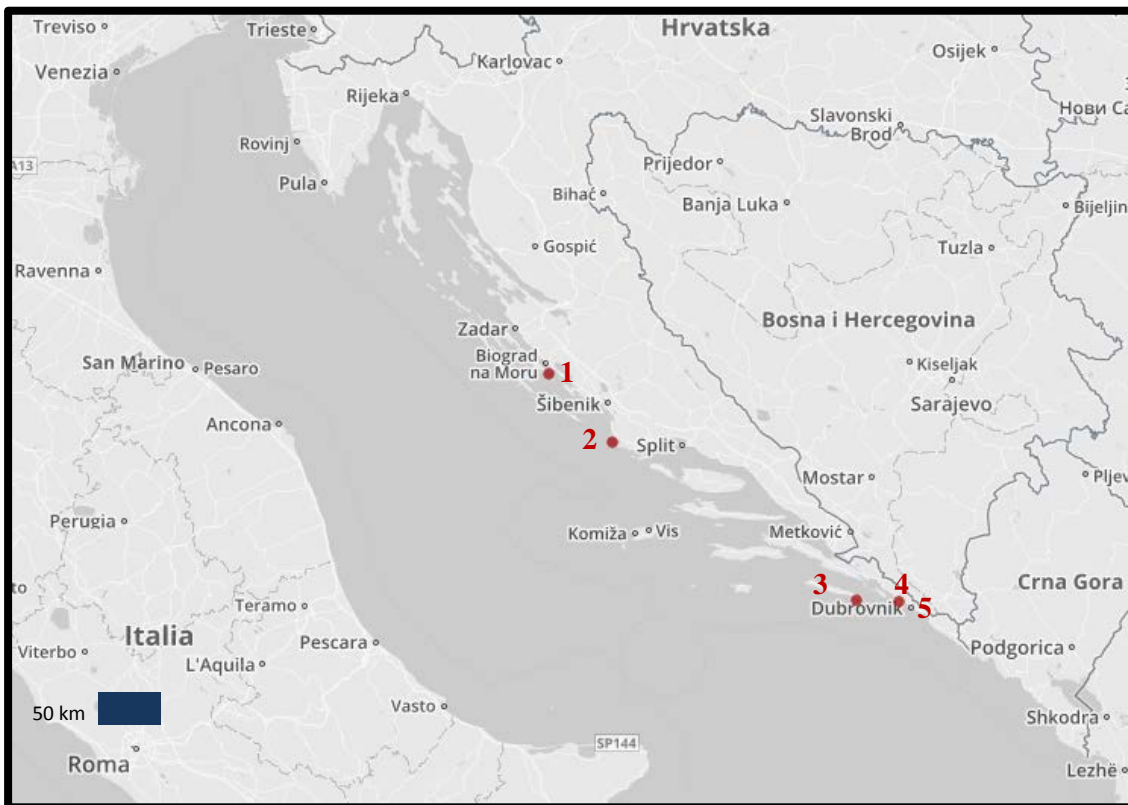 Treviso
Trieste
Hrvatska
Osijek
Karlovac
Venezia
Rijeka
Slavonski
Brod
Нови Са
Rovinj
A13
Prijedor
Pula
Bihać
Banja Luka
Bijeljin
Gospić
Tuzla
Ravenna
Zadar
Bosna i Hercegovina
San Marino
Pesaro
Biograd
na Moru
1
Kiseljak
Šibenik
Sarajevo
Ancona
2
Split
Mostar
Pljev
Perugia
Komiža
Vis
Metković
to
3
4
Crna Gora
Teramo
Dubrovnik
5
Italia
Pescara
Podgorica
Viterbo
L'Aquila
50 km
Vasto
Shkodra
SP144
Roma
Lezhë